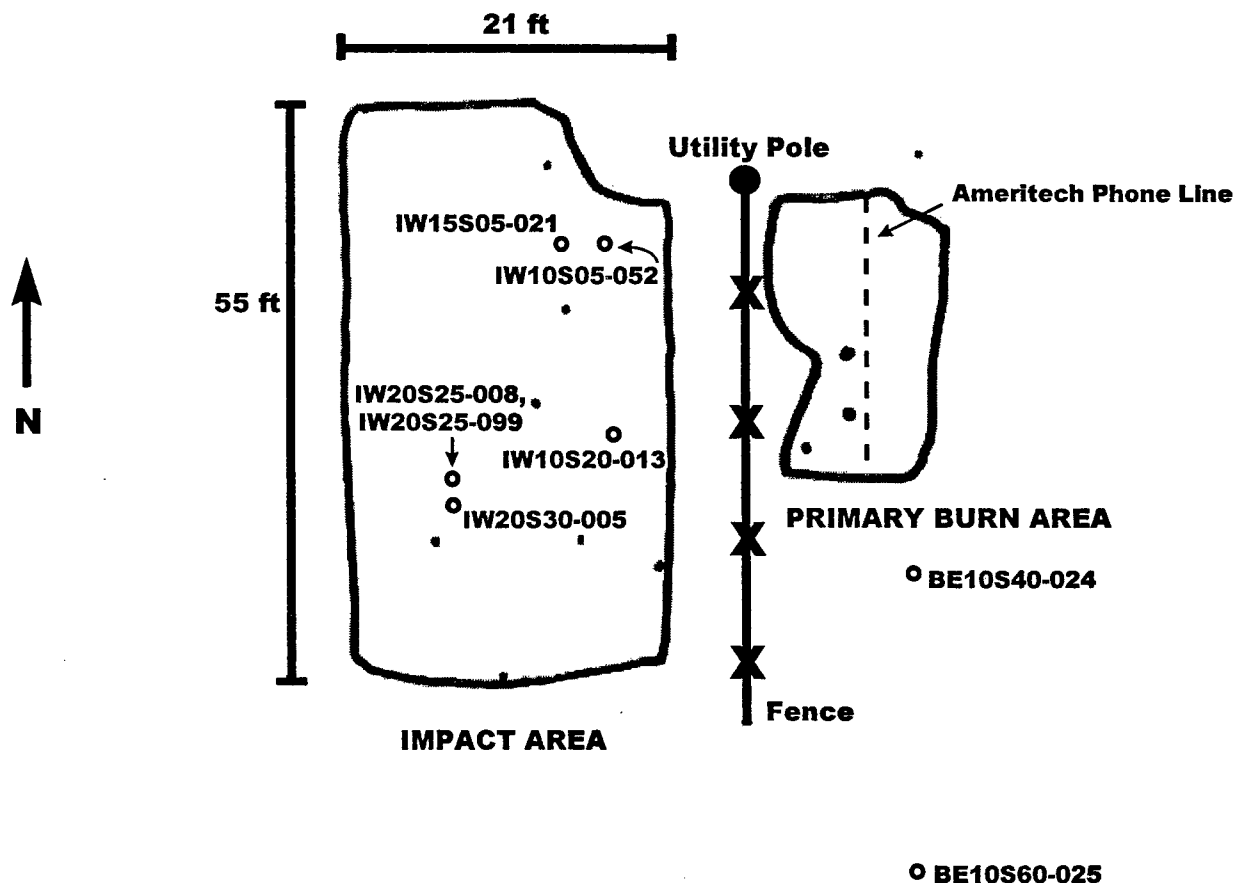 21 ft
Utility Pole
Ameritech Phone Line
IW15S05-021
IW10S05-052
55 ft
N
IW20S25-008,
IW20S25-099
IW10S20-013
IW20S30-005
PRIMARY BURN AREA
BE10S40-024
Fence
IMPACT AREA
BE10S60-025